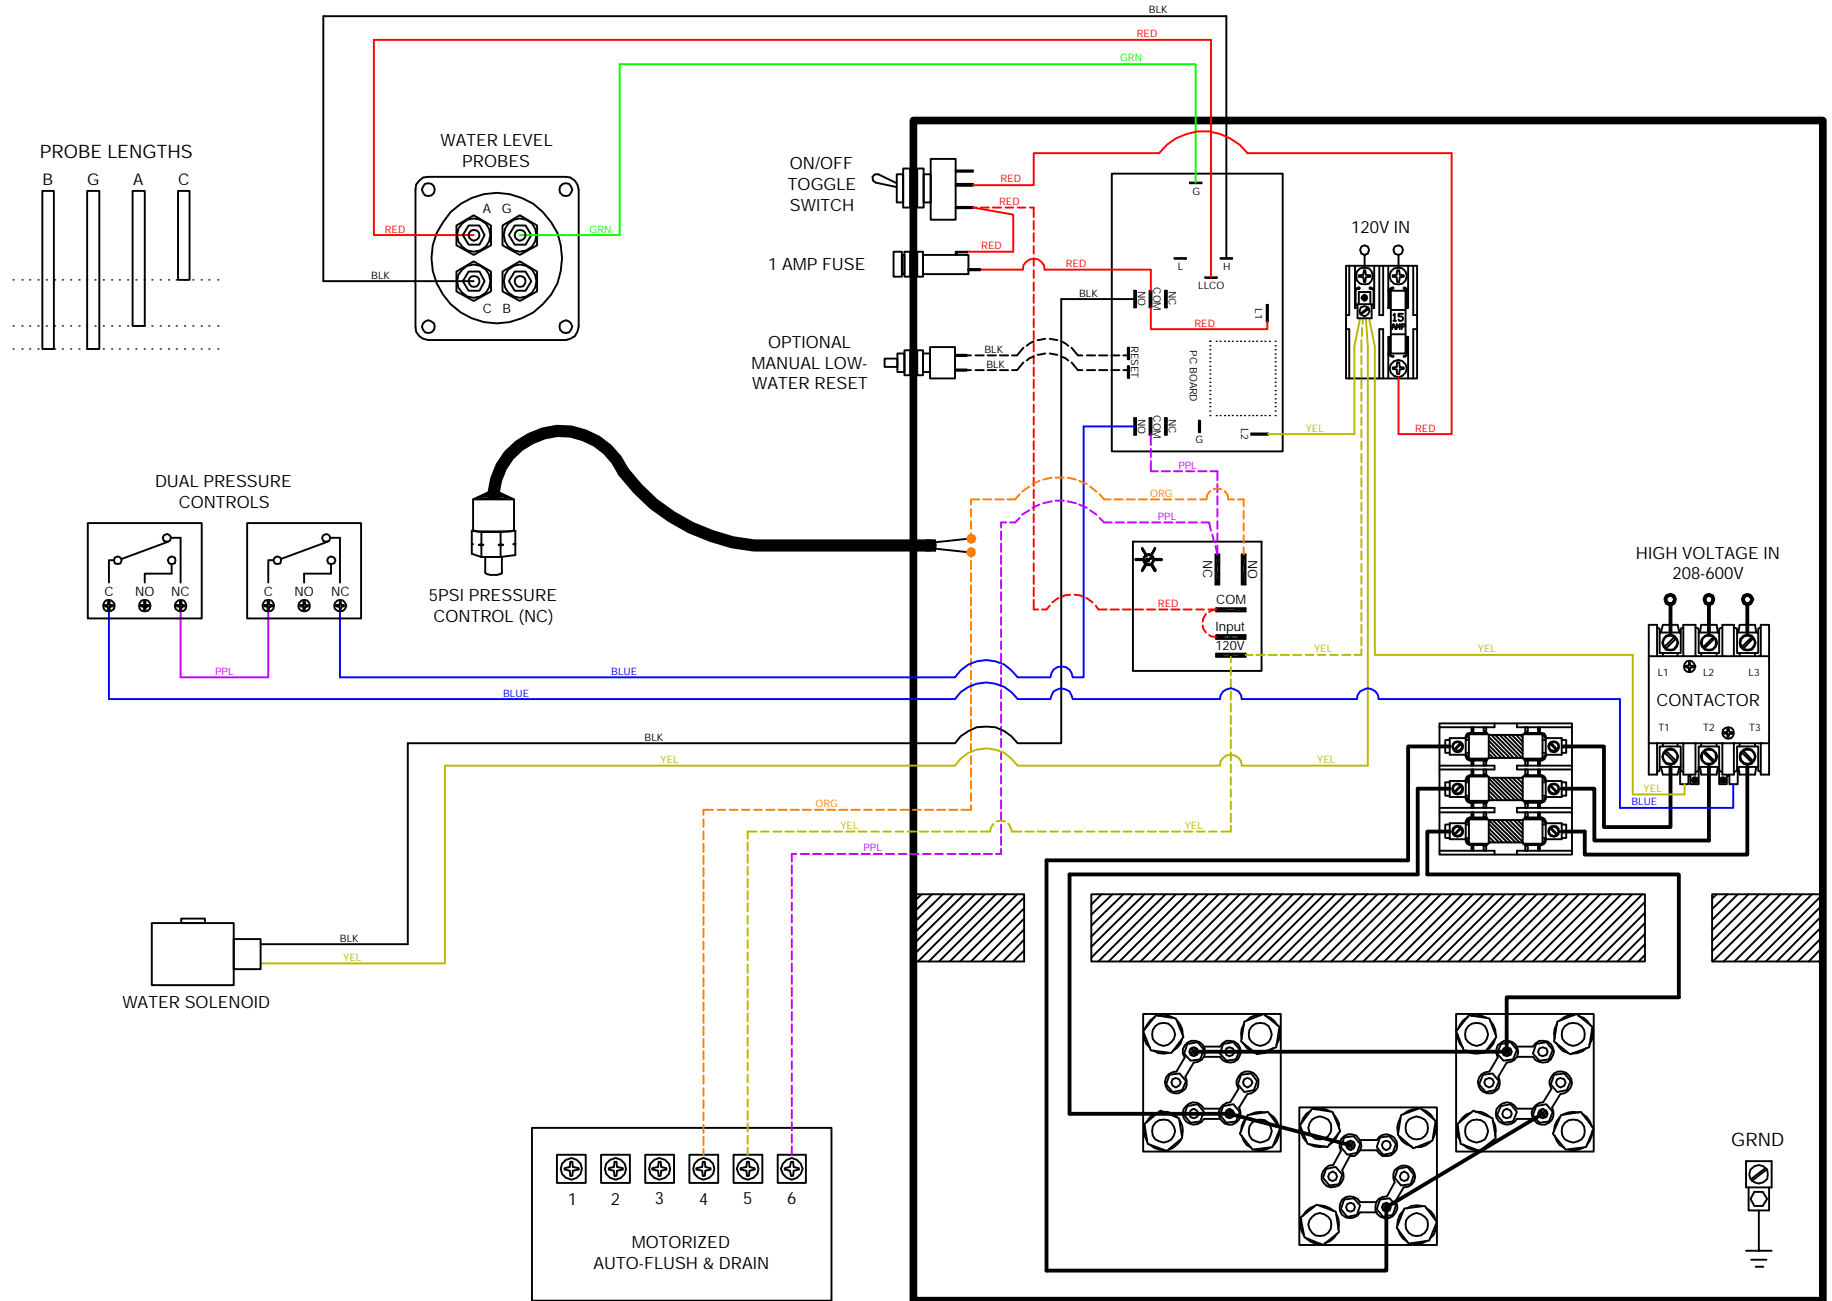 BLK
RED
GRN
PROBE LENGTHS
B G A C
WATER LEVEL
PROBES
A G
C B
RED
GRN
BLK
ON/OFF
TOGGLE
SWITCH
RED
RED
RED
1 AMP FUSE
RED
BLK
OPTIONAL
MANUAL LOW-
WATER RESET
BLK
BLK
G
L
H
LLCO
NO
COM
NC
L1
RED
RESET
PC BOARD
NO
COM
NC
G
L2
YEL
120V IN
15
AMP
RED
PPL
ORG
PPL
DUAL PRESSURE
CONTROLS
C NO NC
C NO NC
PPL
5PSI PRESSURE
CONTROL (NC)
NC
NO
COM
Input
120V
RED
YEL
YEL
HIGH VOLTAGE IN
208-600V
L1 L2 L3
CONTACTOR
T1 T2 T3
YEL
BLUE
BLUE
BLUE
BLK
YEL
YEL
ORG
YEL
YEL
PPL
BLK
YEL
WATER SOLENOID
1 2 3 4 5 6
MOTORIZED
AUTO-FLUSH & DRAIN
GRND